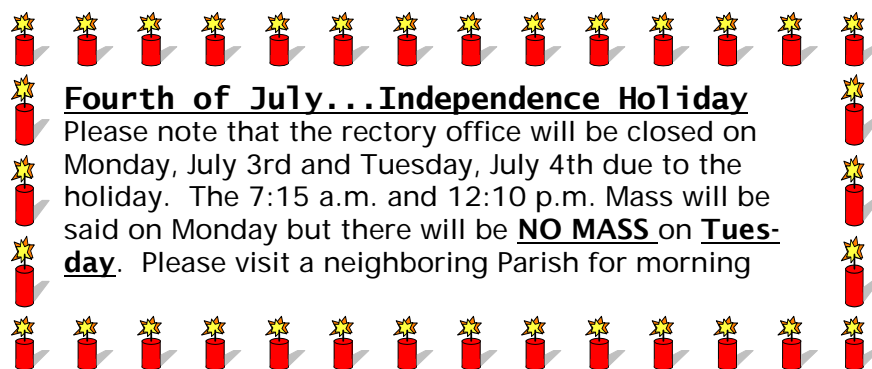 Fourth of July...Independence Holiday
Please note that the rectory office will be closed on
Monday, July 3rd and Tuesday, July 4th due to the
holiday.  The 7:15 a.m. and 12:10 p.m. Mass will be
said on Monday but there will be NO MASS on Tues-
day.  Please visit a neighboring Parish for morning